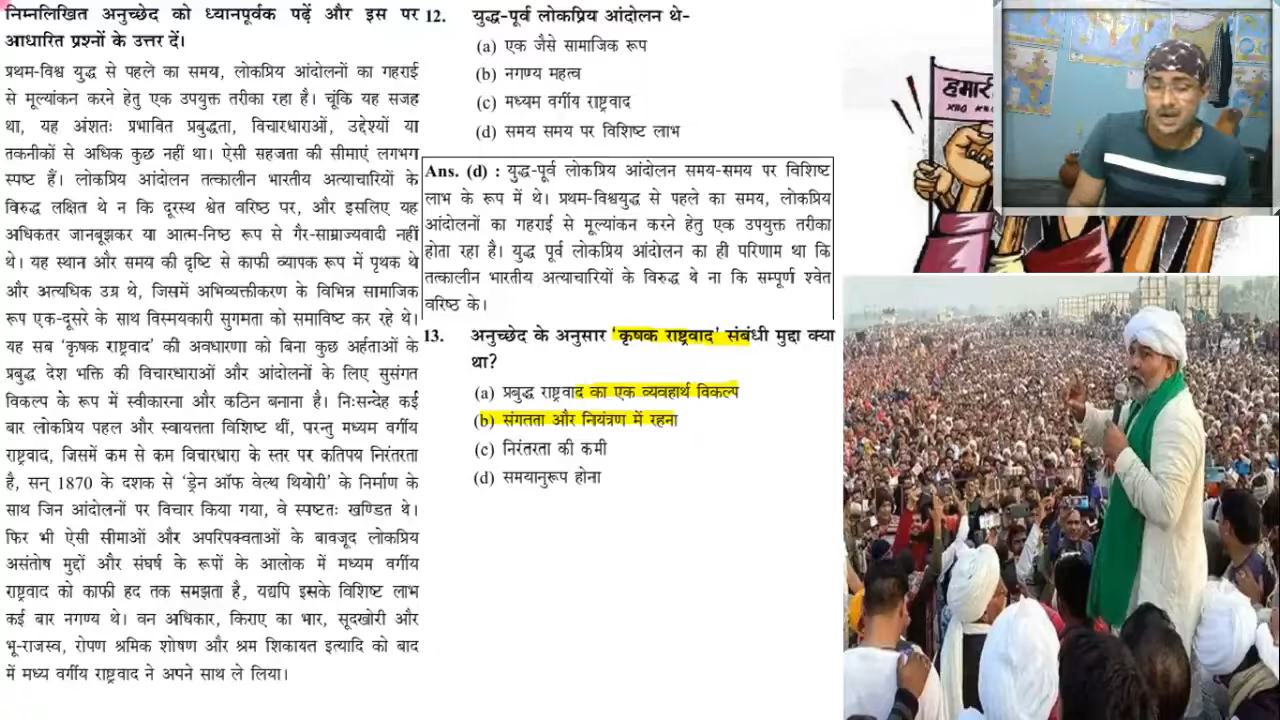 निम्नलिखित अनुच्छेद को ध्यानपूर्वक पढ़ें और इस पर
आधारित प्रश्नों के उत्तर दें।
प्रथम-विश्व युद्ध से पहले का समय, लोकप्रिय आंदोलनों का गहराई
से मूल्यांकन करने हेतु एक उपयुक्त तरीका रहा है। चूंकि यह सहज
था, यह अंशतः प्रभावित प्रबुद्धता, विचारधाराओं, उद्देश्यों या
तकनीकों से अधिक कुछ नहीं था। ऐसी सहजता की सीमाएं लगभग
स्पष्ट हैं। लोकप्रिय आंदोलन तत्कालीन भारतीय अत्याचारियों के
विरुद्ध लक्षित थे न कि दूरस्थ श्वेत वरिष्ठ पर, और इसलिए यह
अधिकतर जानबूझकर या आत्म-निष्ठ रूप से गैर-साम्राज्यवादी नहीं
थे। यह स्थान और समय की दृष्टि से काफी व्यापक रूप में पृथक थे
और अत्यधिक उग्र थे, जिसमें अभिव्यक्तीकरण के विभिन्न सामाजिक
रूप एक-दूसरे के साथ विस्मयकारी सुगमता को समाविष्ट कर रहे थे।
यह सब 'कृषक राष्ट्रवाद' की अवधारणा को बिना कुछ अर्हताओं के
प्रबुद्ध देश भक्ति की विचारधाराओं और आंदोलनों के लिए सुसंगत
विकल्प के रूप में स्वीकारना और कठिन बनाना है। निःसन्देह कई
बार लोकप्रिय पहल और स्वायत्तता विशिष्ट थीं, परन्तु मध्यम वर्गीय
राष्ट्रवाद, जिसमें कम से कम विचारधारा के स्तर पर कतिपय निरंतरता
है, सन् 1870 के दशक से 'ड्रेन ऑफ वेल्थ थियोरी' के निर्माण के
साथ जिन आंदोलनों पर विचार किया गया, वे स्पष्टतः खण्डित थे।
फिर भी ऐसी सीमाओं और अपरिपक्वताओं के बावजूद लोकप्रिय
असंतोष मुद्दों और संघर्ष के रूपों के आलोक में मध्यम वर्गीय
राष्ट्रवाद को काफी हद तक समझता है, यद्यपि इसके विशिष्ट लाभ
कई बार नगण्य थे। वन अधिकार, किराए का भार, सूदखोरी और
भू-राजस्व, रोपण श्रमिक शोषण और श्रम शिकायत इत्यादि को बाद
में मध्य वर्गीय राष्ट्रवाद ने अपने साथ ले लिया।
12. युद्ध-पूर्व लोकप्रिय आंदोलन थे-
(a) एक जैसे सामाजिक रूप
(b) नगण्य महत्व
(c) मध्यम वर्गीय राष्ट्रवाद
(d) समय समय पर विशिष्ट लाभ
Ans. (d) : युद्ध-पूर्व लोकप्रिय आंदोलन समय-समय पर विशिष्ट
लाभ के रूप में थे। प्रथम-विश्वयुद्ध से पहले का समय, लोकप्रिय
आंदोलनों का गहराई से मूल्यांकन करने हेतु एक उपयुक्त तरीका
होता रहा है। युद्ध पूर्व लोकप्रिय आंदोलन का ही परिणाम था कि
तत्कालीन भारतीय अत्याचारियों के विरुद्ध थे ना कि सम्पूर्ण श्वेत
वरिष्ठ के।
13. अनुच्छेद के अनुसार 'कृषक राष्ट्रवाद' संबंधी मुद्दा क्या
था?
(a) प्रबुद्ध राष्ट्रवाद का एक व्यवहार्थ विकल्प
(b) संगतता और नियंत्रण में रहना
(c) निरंतरता की कमी
(d) समयानुरूप होना
हमारी